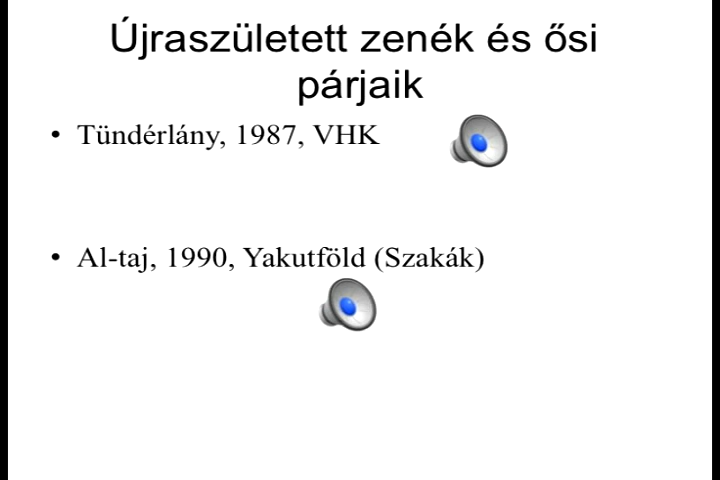 Újraszületett zenék és ősi
párjaik
• Tündérlány, 1987, VHK
• Al-taj, 1990, Yakutföld (Szakák)